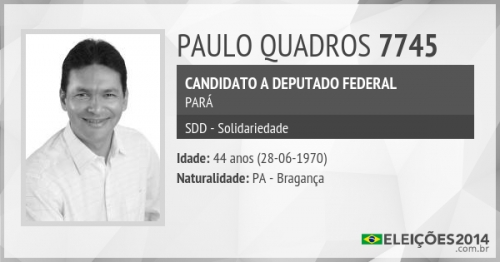 PAULO QUADROS 7745
CANDIDATO A DEPUTADO FEDERAL
PARÁ
SDD - Solidariedade
Idade: 44 anos (28-06-1970)
Naturalidade: PA - Bragança
ELEIÇÕES2014
.com.br